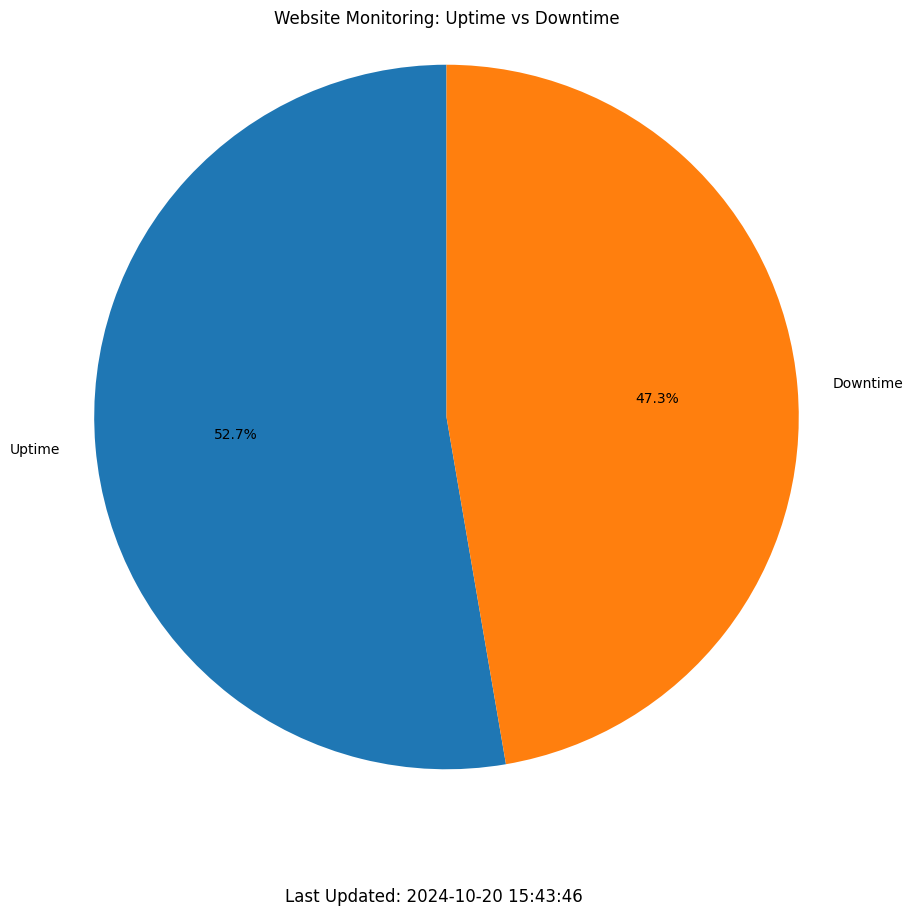 Website Monitoring: Uptime vs Downtime
Downtime
47.3%
52.7%
Uptime
Last Updated: 2024-10-20 15:43:46